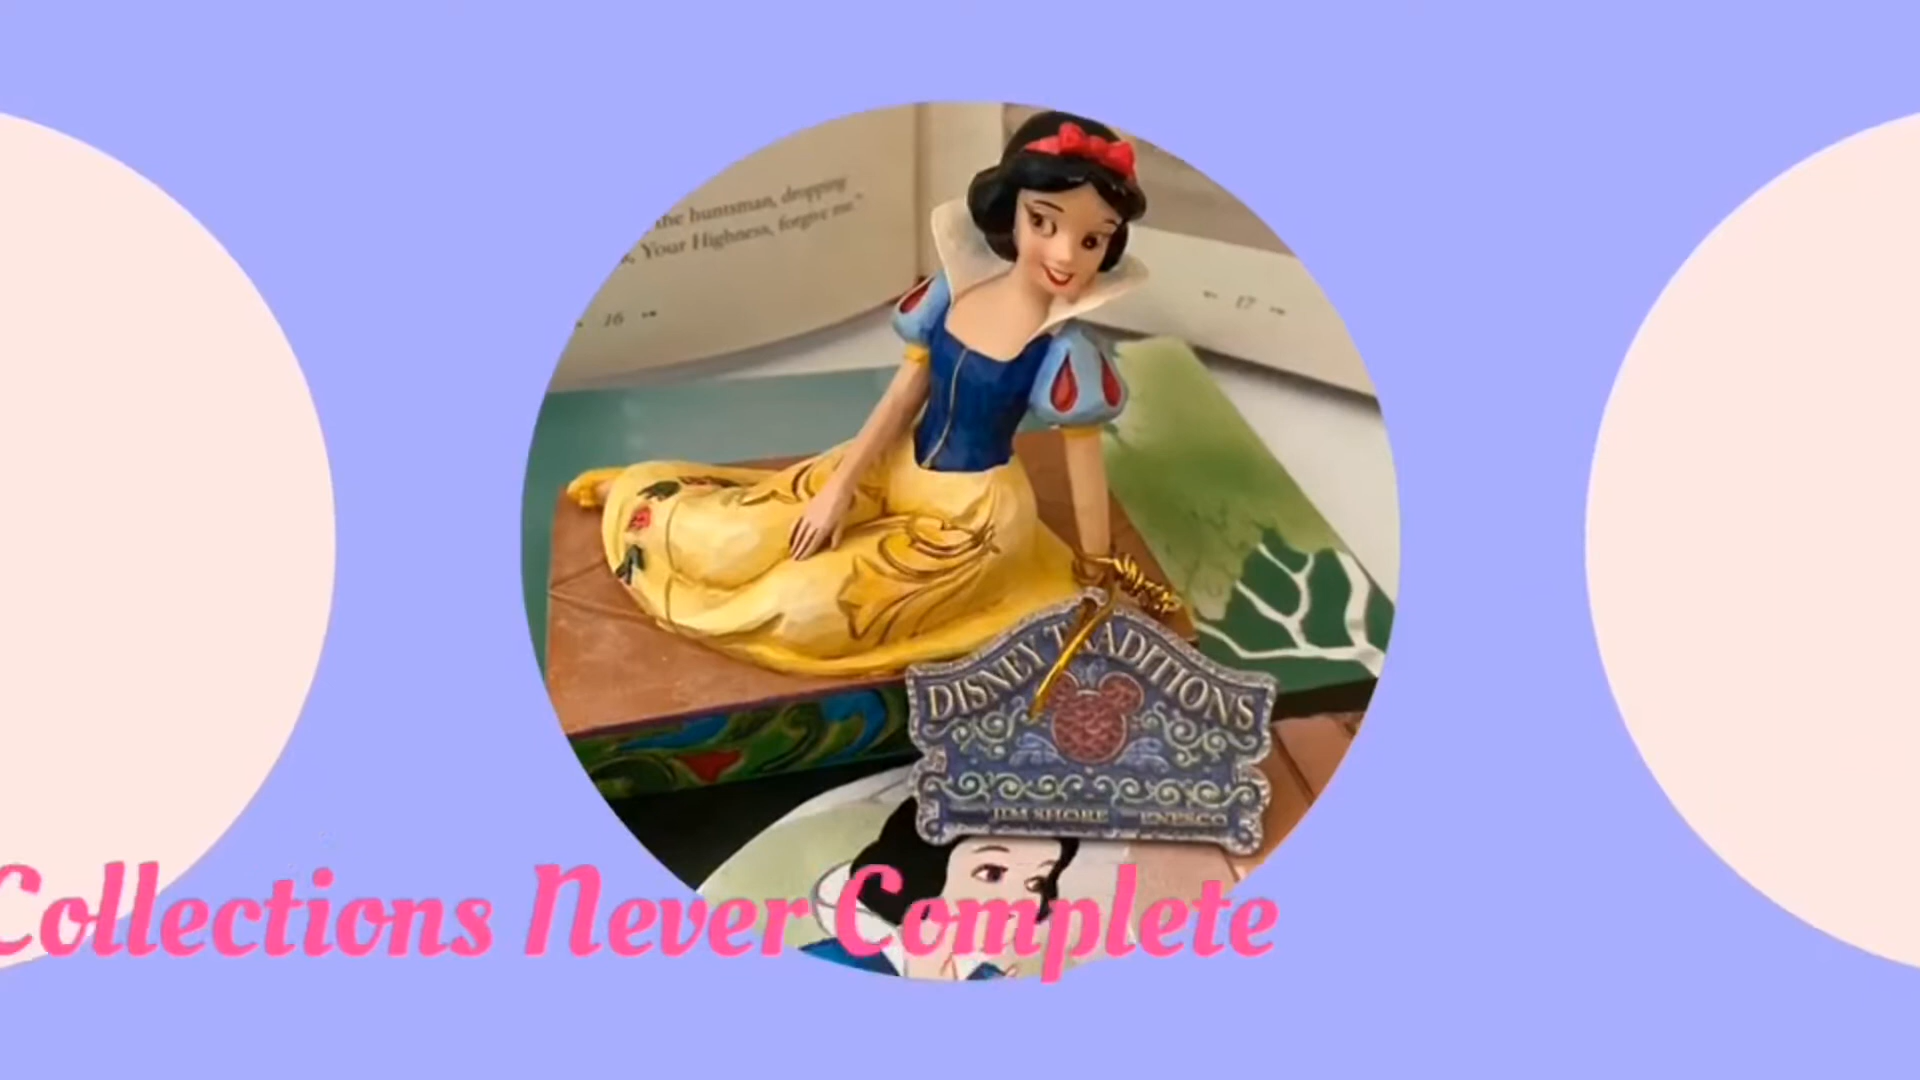 the huntsman, dropping
Your Highness, forgive me."
16
17
DISNEY TRADITIONS
JIM SHORE ENESCO
Collections Never Complete